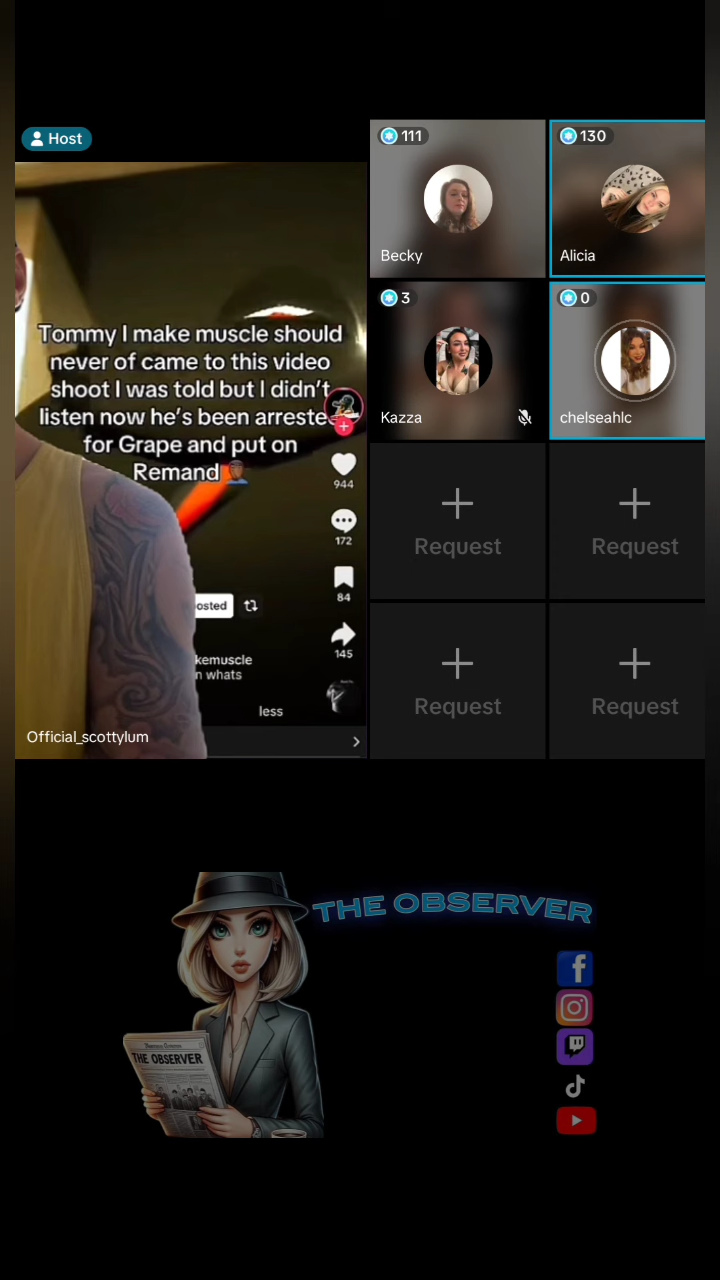 Host
Tommy I make muscle should
never of came to this video
shoot I was told but I didn't
listen now he's been arrested
for Grape and put on
Remand
944
172
84
145
osted
kemuscle
n whats
less
Official_scottylum
111
Becky
130
Alicia
3
Kazza
0
chelseahlc
Request
Request
Request
Request
THE OBSERVER
THE OBSERVER